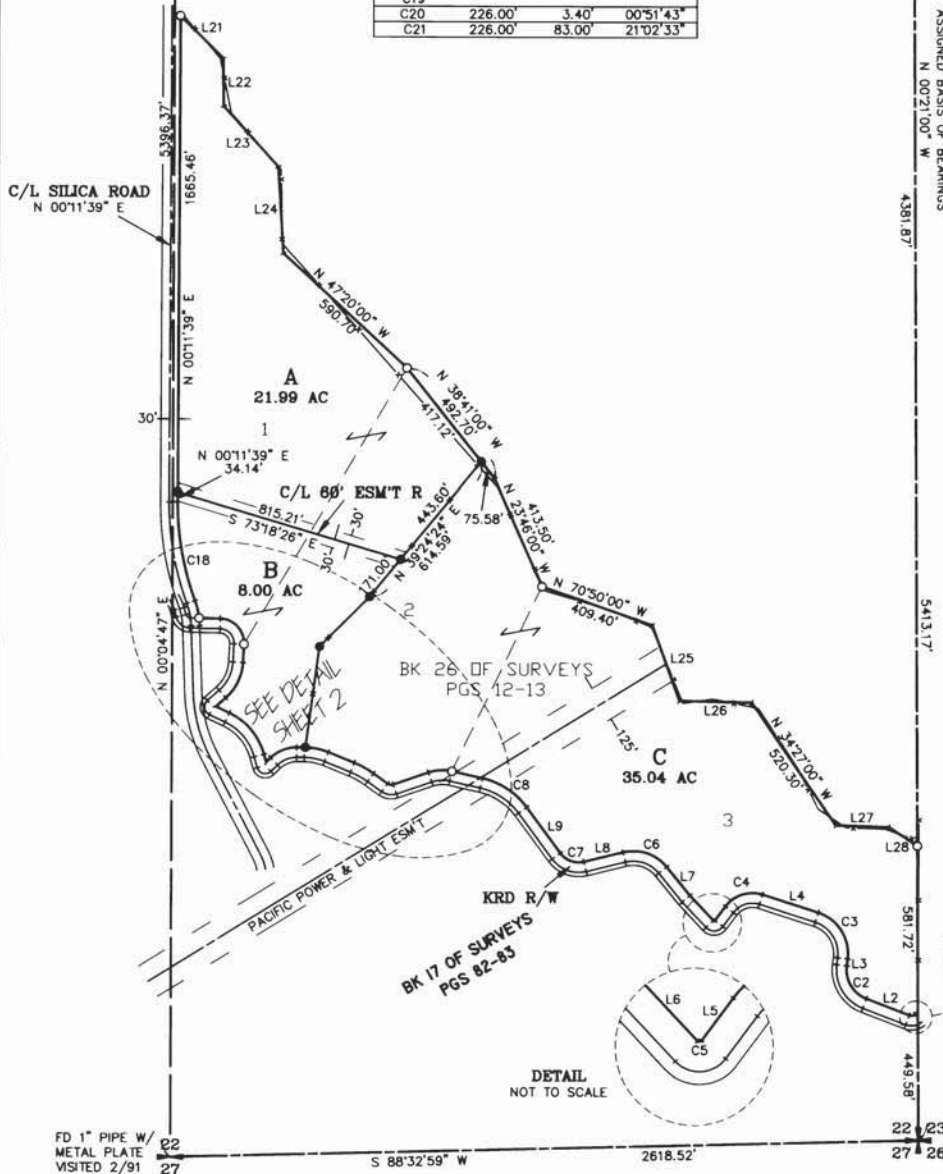 C19
C20 226.00' 3.40' 00°51'43"
C21 226.00' 83.00' 21°02'33"
ASSIGNED BASIS OF BEARINGS
N 00°21'00" W
4381.87'
5413.17'
L21
L22
L23
L24
5396.37'
1665.46'
C/L SILICA ROAD
N 00°11'39" E
N 00°11'39" E
N 47°20'00" W
590.70'
A
21.99 AC
1
30'
N 38°41'00" W
492.70'
417.12'
N 00°11'39" E
34.14'
C/L 60' ESM'T R
815.21'
S 73°18'26" E
30'
30'
443.60'
N 39°24'24" E
614.59'
71.00'
75.58'
413.50'
N 23°46'00" W
C18
B
8.00 AC
2
N 70°50'00" W
409.40'
N 00°04'47" E
BK 26 OF SURVEYS
PGS 12-13
SEE DETAIL
SHEET 2
L25
L26
125'
C
35.04 AC
3
N 34°27'00" W
520.30'
L27
L28
C8
L9
C7
L8
C6
L7
C4
L4
C3
L3
C2
L2
581.72'
449.58'
PACIFIC POWER & LIGHT ESM'T
KRD R/W
BK 17 OF SURVEYS
PGS 82-83
L6
L5
C5
DETAIL
NOT TO SCALE
FD 1" PIPE W/
METAL PLATE
VISITED 2/91
22
27
S 88°32'59" W
2618.52'
22 23
27 26